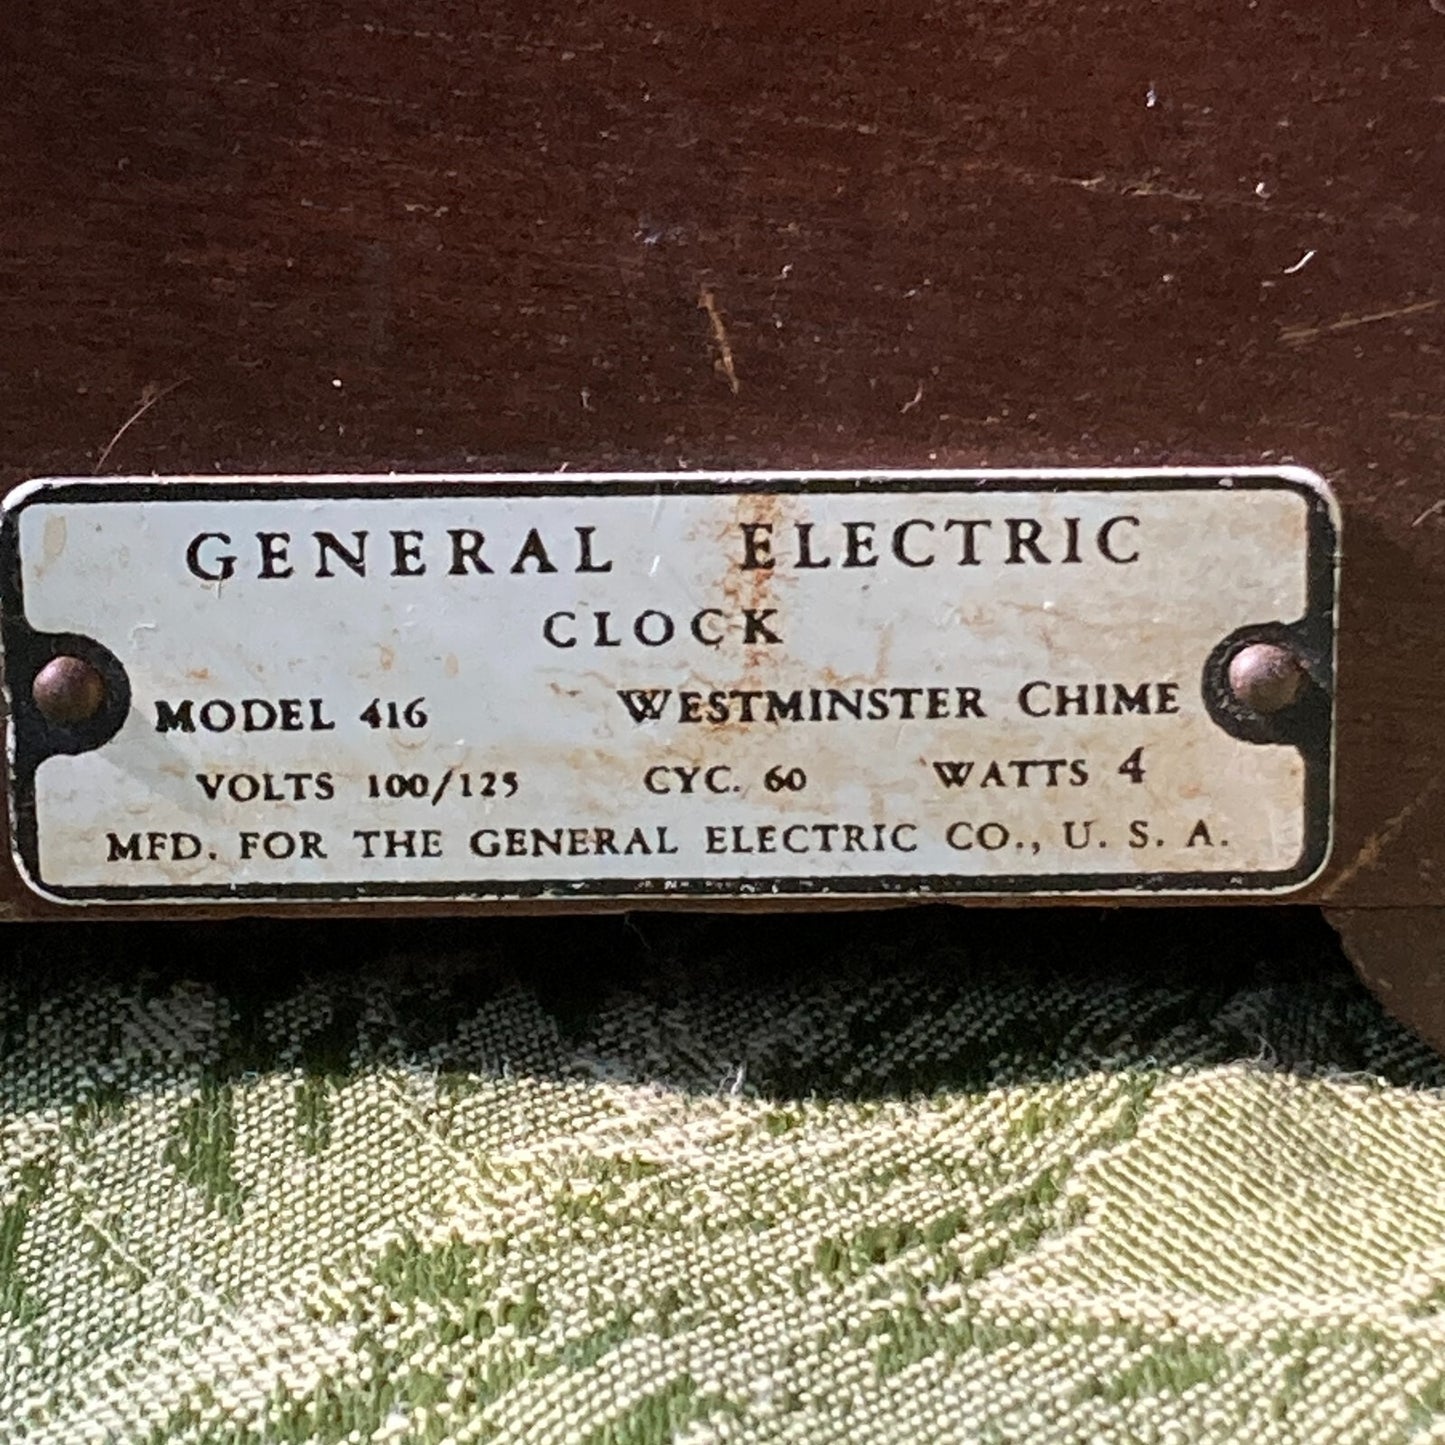 GENERAL ELECTRIC
CLOCK
MODEL 416 WESTMINSTER CHIME
VOLTS 100/125 CYC. 60 WATTS 4
MFD. FOR THE GENERAL ELECTRIC CO., U. S. A.